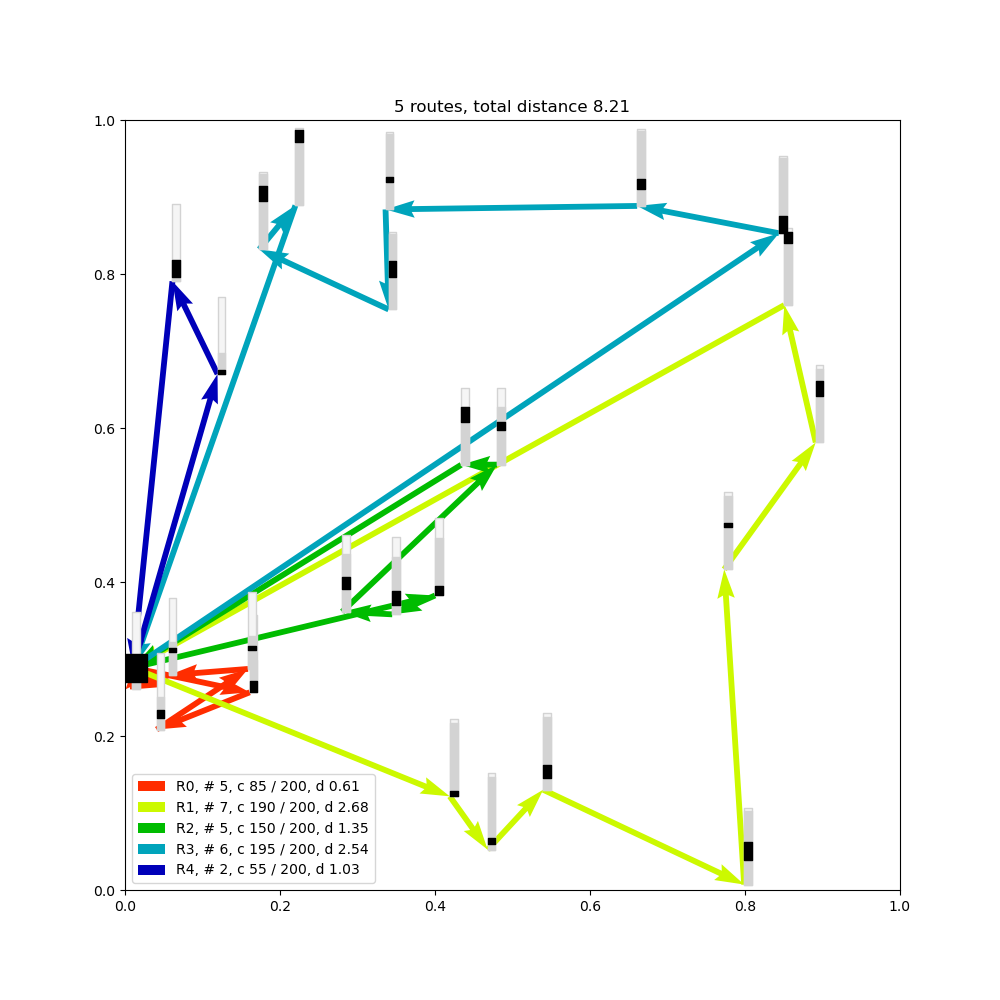 5 routes, total distance 8.21
1.0
0.8
0.6
0.4
0.2
0.0
R0, # 5, c 85 / 200, d 0.61
R1, # 7, c 190 / 200, d 2.68
R2, # 5, c 150 / 200, d 1.35
R3, # 6, c 195 / 200, d 2.54
R4, # 2, c 55 / 200, d 1.03
0.0 0.2 0.4 0.6 0.8 1.0